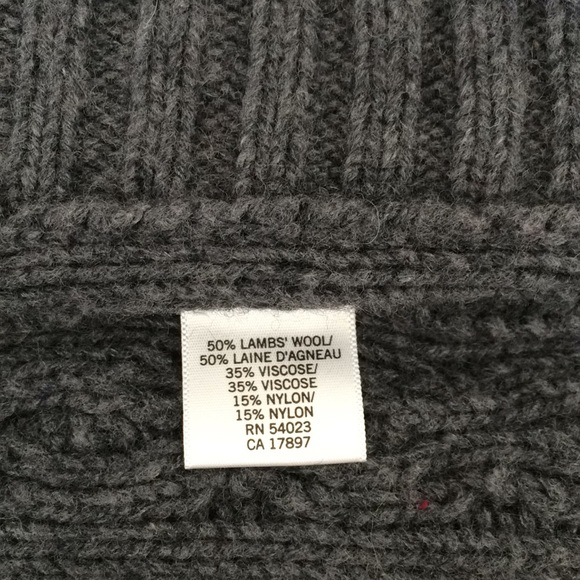 50% LAMBS' WOOL/
50% LAINE D'AGNEAU
35% VISCOSE/
35% VISCOSE
15% NYLON/
15% NYLON
RN 54023
CA 17897